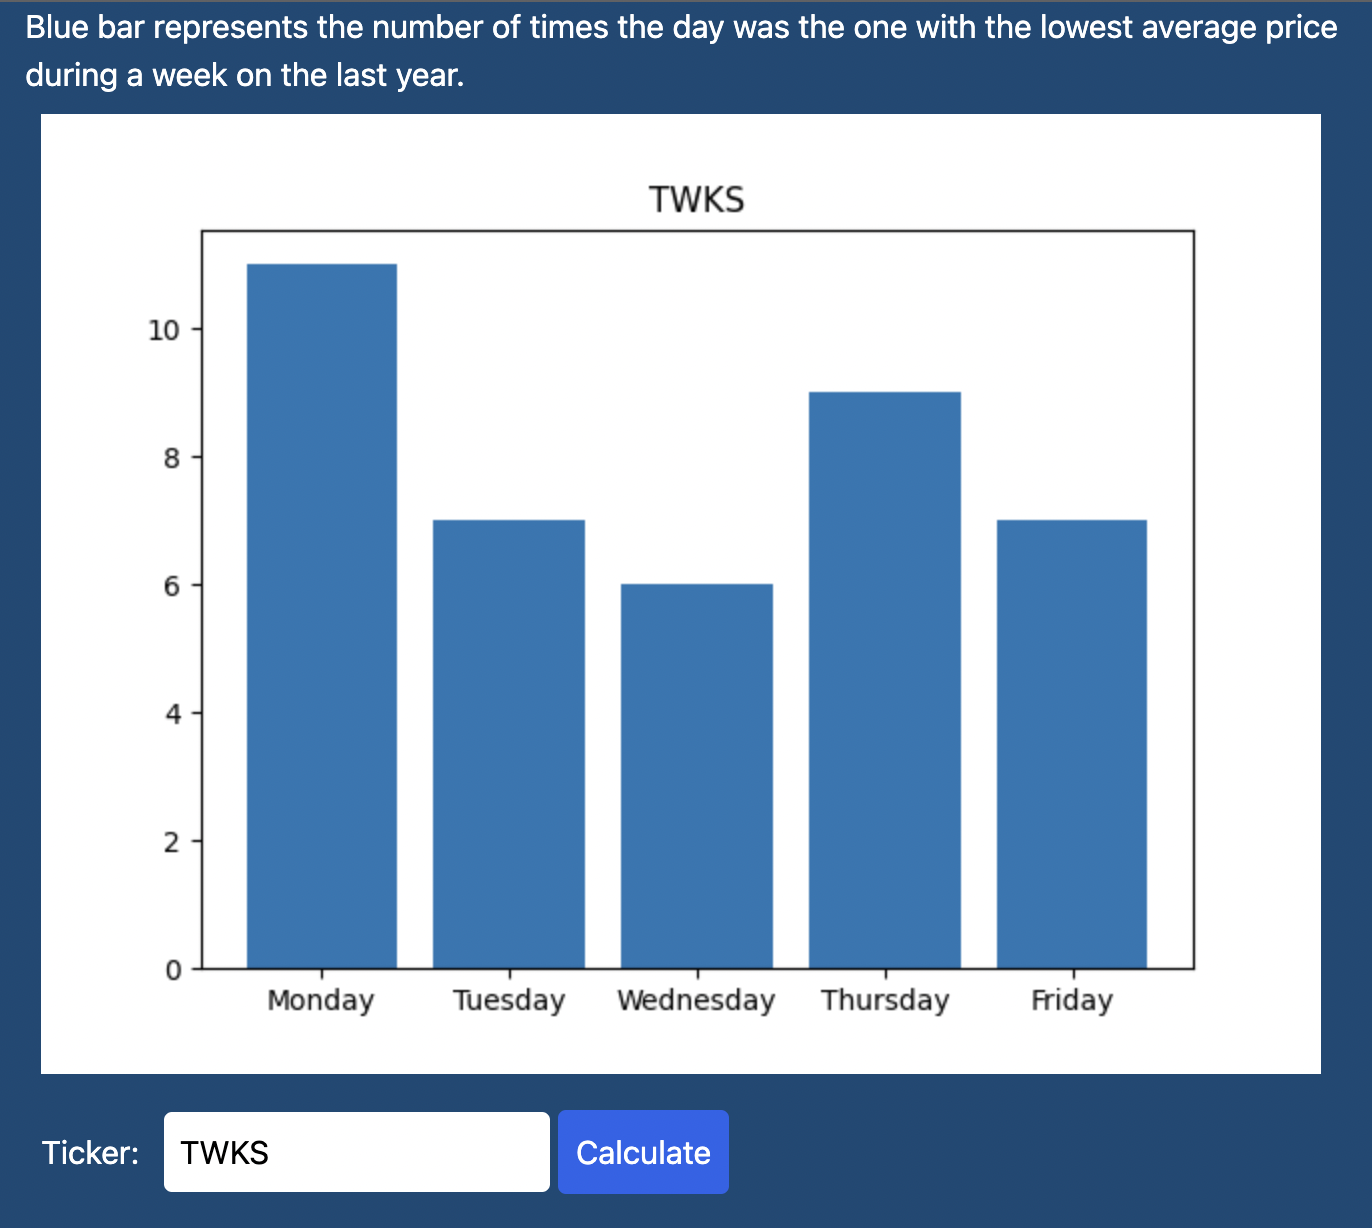 Blue bar represents the number of times the day was the one with the lowest average price
during a week on the last year.
TWKS
10
8
6
4
2
0
Monday Tuesday Wednesday Thursday Friday
Ticker: TWKS Calculate